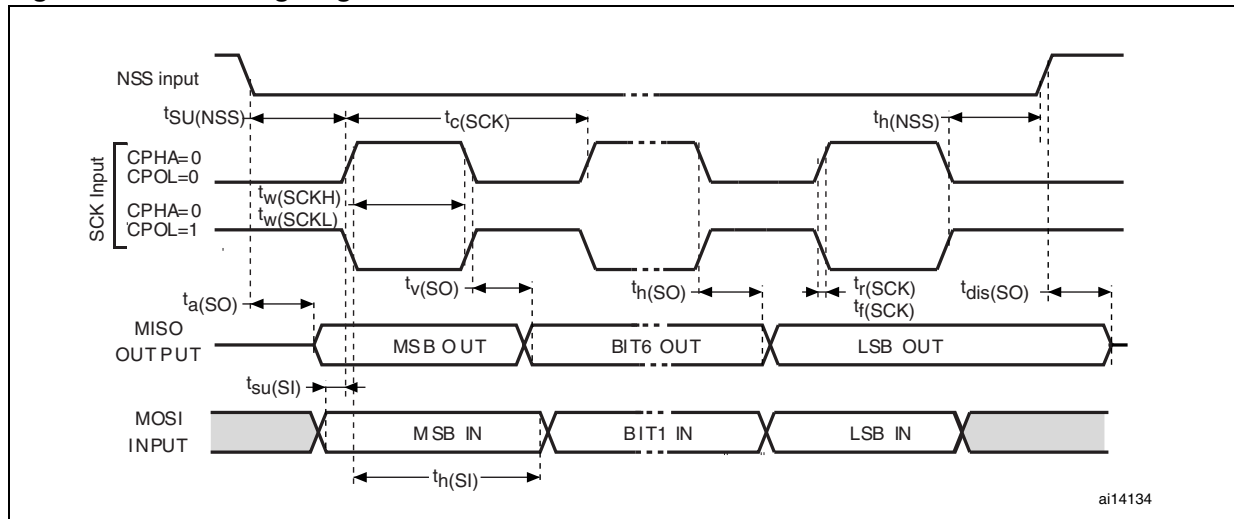 NSS input
tSU(NSS)
tc(SCK)
th(NSS)
SCK Input
CPHA=0
CPOL=0
tw(SCKH)
tw(SCKL)
CPHA=0
CPOL=1
ta(SO)
tv(SO)
th(SO)
tr(SCK)
tf(SCK)
tdis(SO)
MISO
OUTPUT
MSB OUT
BIT6 OUT
LSB OUT
tsu(SI)
MOSI
INPUT
MSB IN
BIT1 IN
LSB IN
th(SI)
ai14134